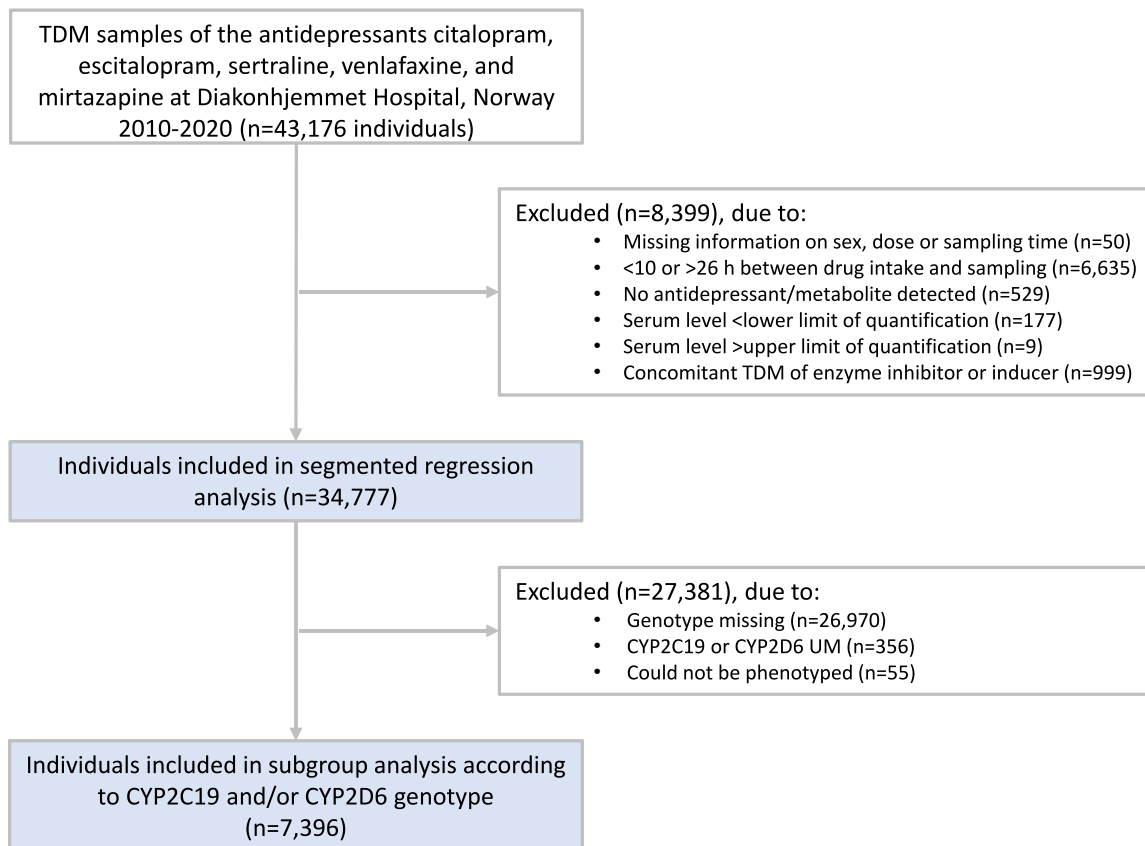 TDM samples of the antidepressants citalopram,
escitalopram, sertraline, venlafaxine, and
mirtazapine at Diakonhjemmet Hospital, Norway
2010-2020 (n=43,176 individuals)
Excluded (n=8,399), due to:
• Missing information on sex, dose or sampling time (n=50)
• <10 or >26 h between drug intake and sampling (n=6,635)
• No antidepressant/metabolite detected (n=529)
• Serum level <lower limit of quantification (n=177)
• Serum level >upper limit of quantification (n=9)
• Concomitant TDM of enzyme inhibitor or inducer (n=999)
Individuals included in segmented regression
analysis (n=34,777)
Excluded (n=27,381), due to:
• Genotype missing (n=26,970)
• CYP2C19 or CYP2D6 UM (n=356)
• Could not be phenotyped (n=55)
Individuals included in subgroup analysis according
to CYP2C19 and/or CYP2D6 genotype
(n=7,396)